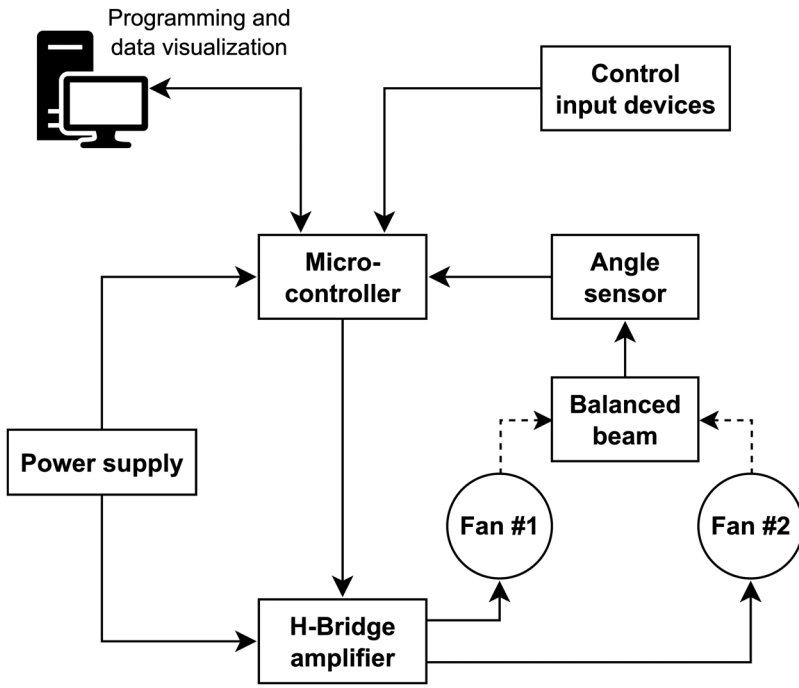 Programming and
data visualization
Control
input devices
Micro-
controller
Angle
sensor
Balanced
beam
Power supply
Fan #1
Fan #2
H-Bridge
amplifier